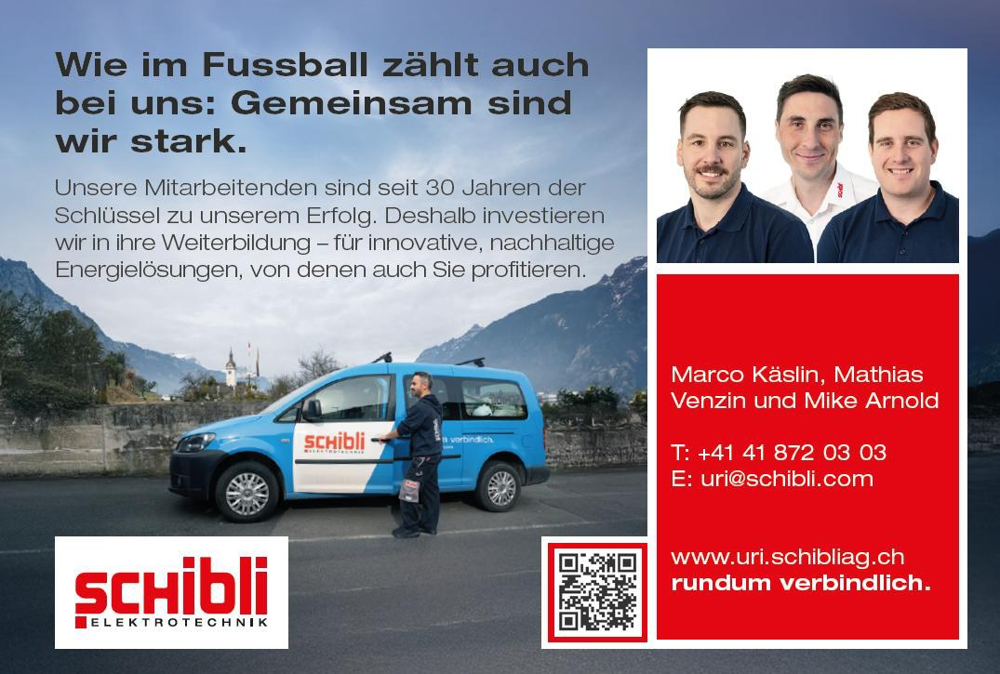 Wie im Fussball zählt auch
bei uns: Gemeinsam sind
wir stark.
Unsere Mitarbeitenden sind seit 30 Jahren der
Schlüssel zu unserem Erfolg. Deshalb investieren
wir in ihre Weiterbildung – für innovative, nachhaltige
Energielösungen, von denen auch Sie profitieren.
schibli
schibli
ELEKTROTECHNIK
verbindlich.
schibli
ELEKTROTECHNIK
Marco Käslin, Mathias
Venzin und Mike Arnold
T: +41 41 872 03 03
E: uri@schibli.com
www.uri.schibliag.ch
rundum verbindlich.